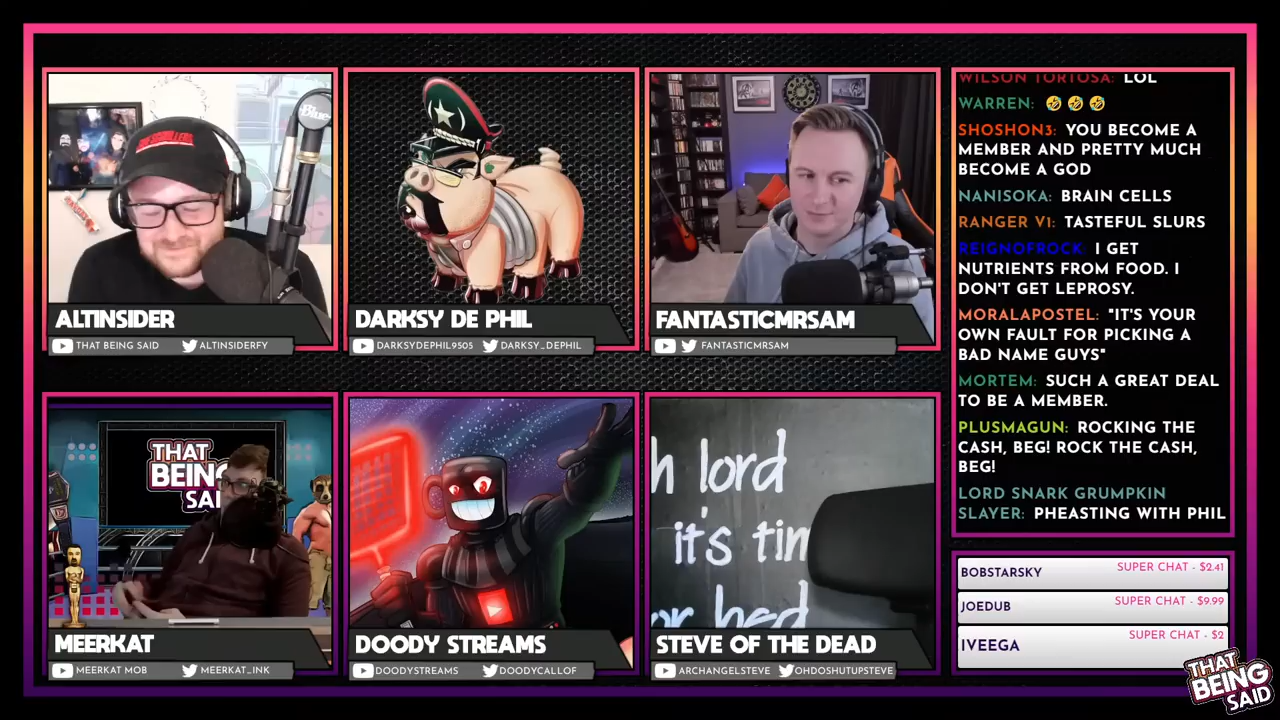 Blue
ALTINSIDER
THAT BEING SAID
ALTINSIDERFY
DARKSY DE PHIL
DARKSYDEPHIL9505
DARKSY_DEPHIL
FANTASTICMRSAM
FANTASTICMRSAM
THAT
BEING
SAI
MEERKAT
MEERKAT MOB
MEERKAT_INK
DOODY STREAMS
DOODYSTREAMS
DOODYCALLOF
h lord
it's tim
or bed
STEVE OF THE DEAD
ARCHANGELSTEVE
OHDOSHUTUPSTEVE
WILSON TORTOSA: LOL
WARREN: 🤣 🤣 🤣
SHOSHON3: YOU BECOME A
MEMBER AND PRETTY MUCH
BECOME A GOD
NANISOKA: BRAIN CELLS
RANGER V1: TASTEFUL SLURS
REIGNOFROCK: I GET
NUTRIENTS FROM FOOD. I
DON'T GET LEPROSY.
MORALAPOSTEL: "IT'S YOUR
OWN FAULT FOR PICKING A
BAD NAME GUYS"
MORTEM: SUCH A GREAT DEAL
TO BE A MEMBER.
PLUSMAGUN: ROCKING THE
CASH, BEG! ROCK THE CASH,
BEG!
LORD SNARK GRUMPKIN
SLAYER: PHEASTING WITH PHIL
BOBSTARSKY SUPER CHAT - $2.41
JOEDUB SUPER CHAT - $9.99
IVEEGA SUPER CHAT - $2
THAT
BEING
SAID